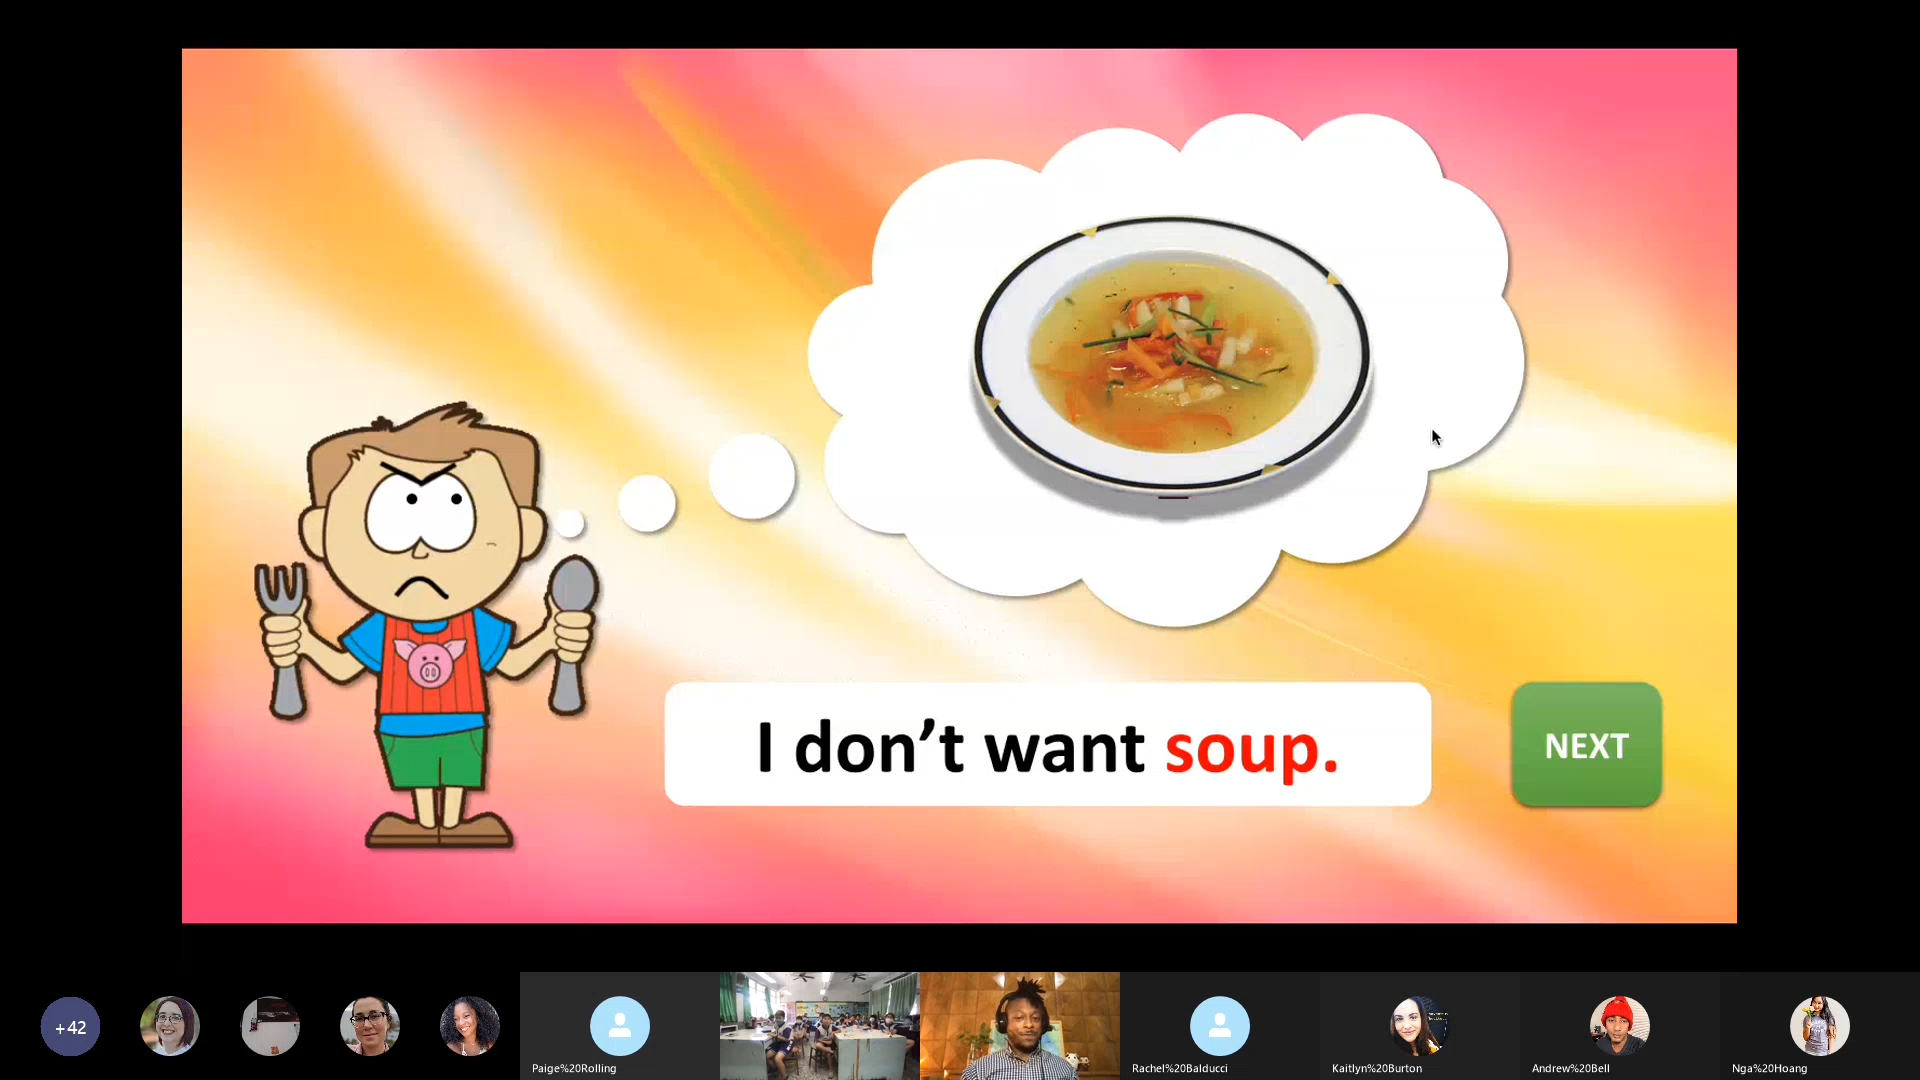 I don't want soup.
NEXT
+42
Paige%20Rolling
Rachel%20Balducci
Kaitlyn%20Burton
Andrew%20Bell
Nga%20Hoang